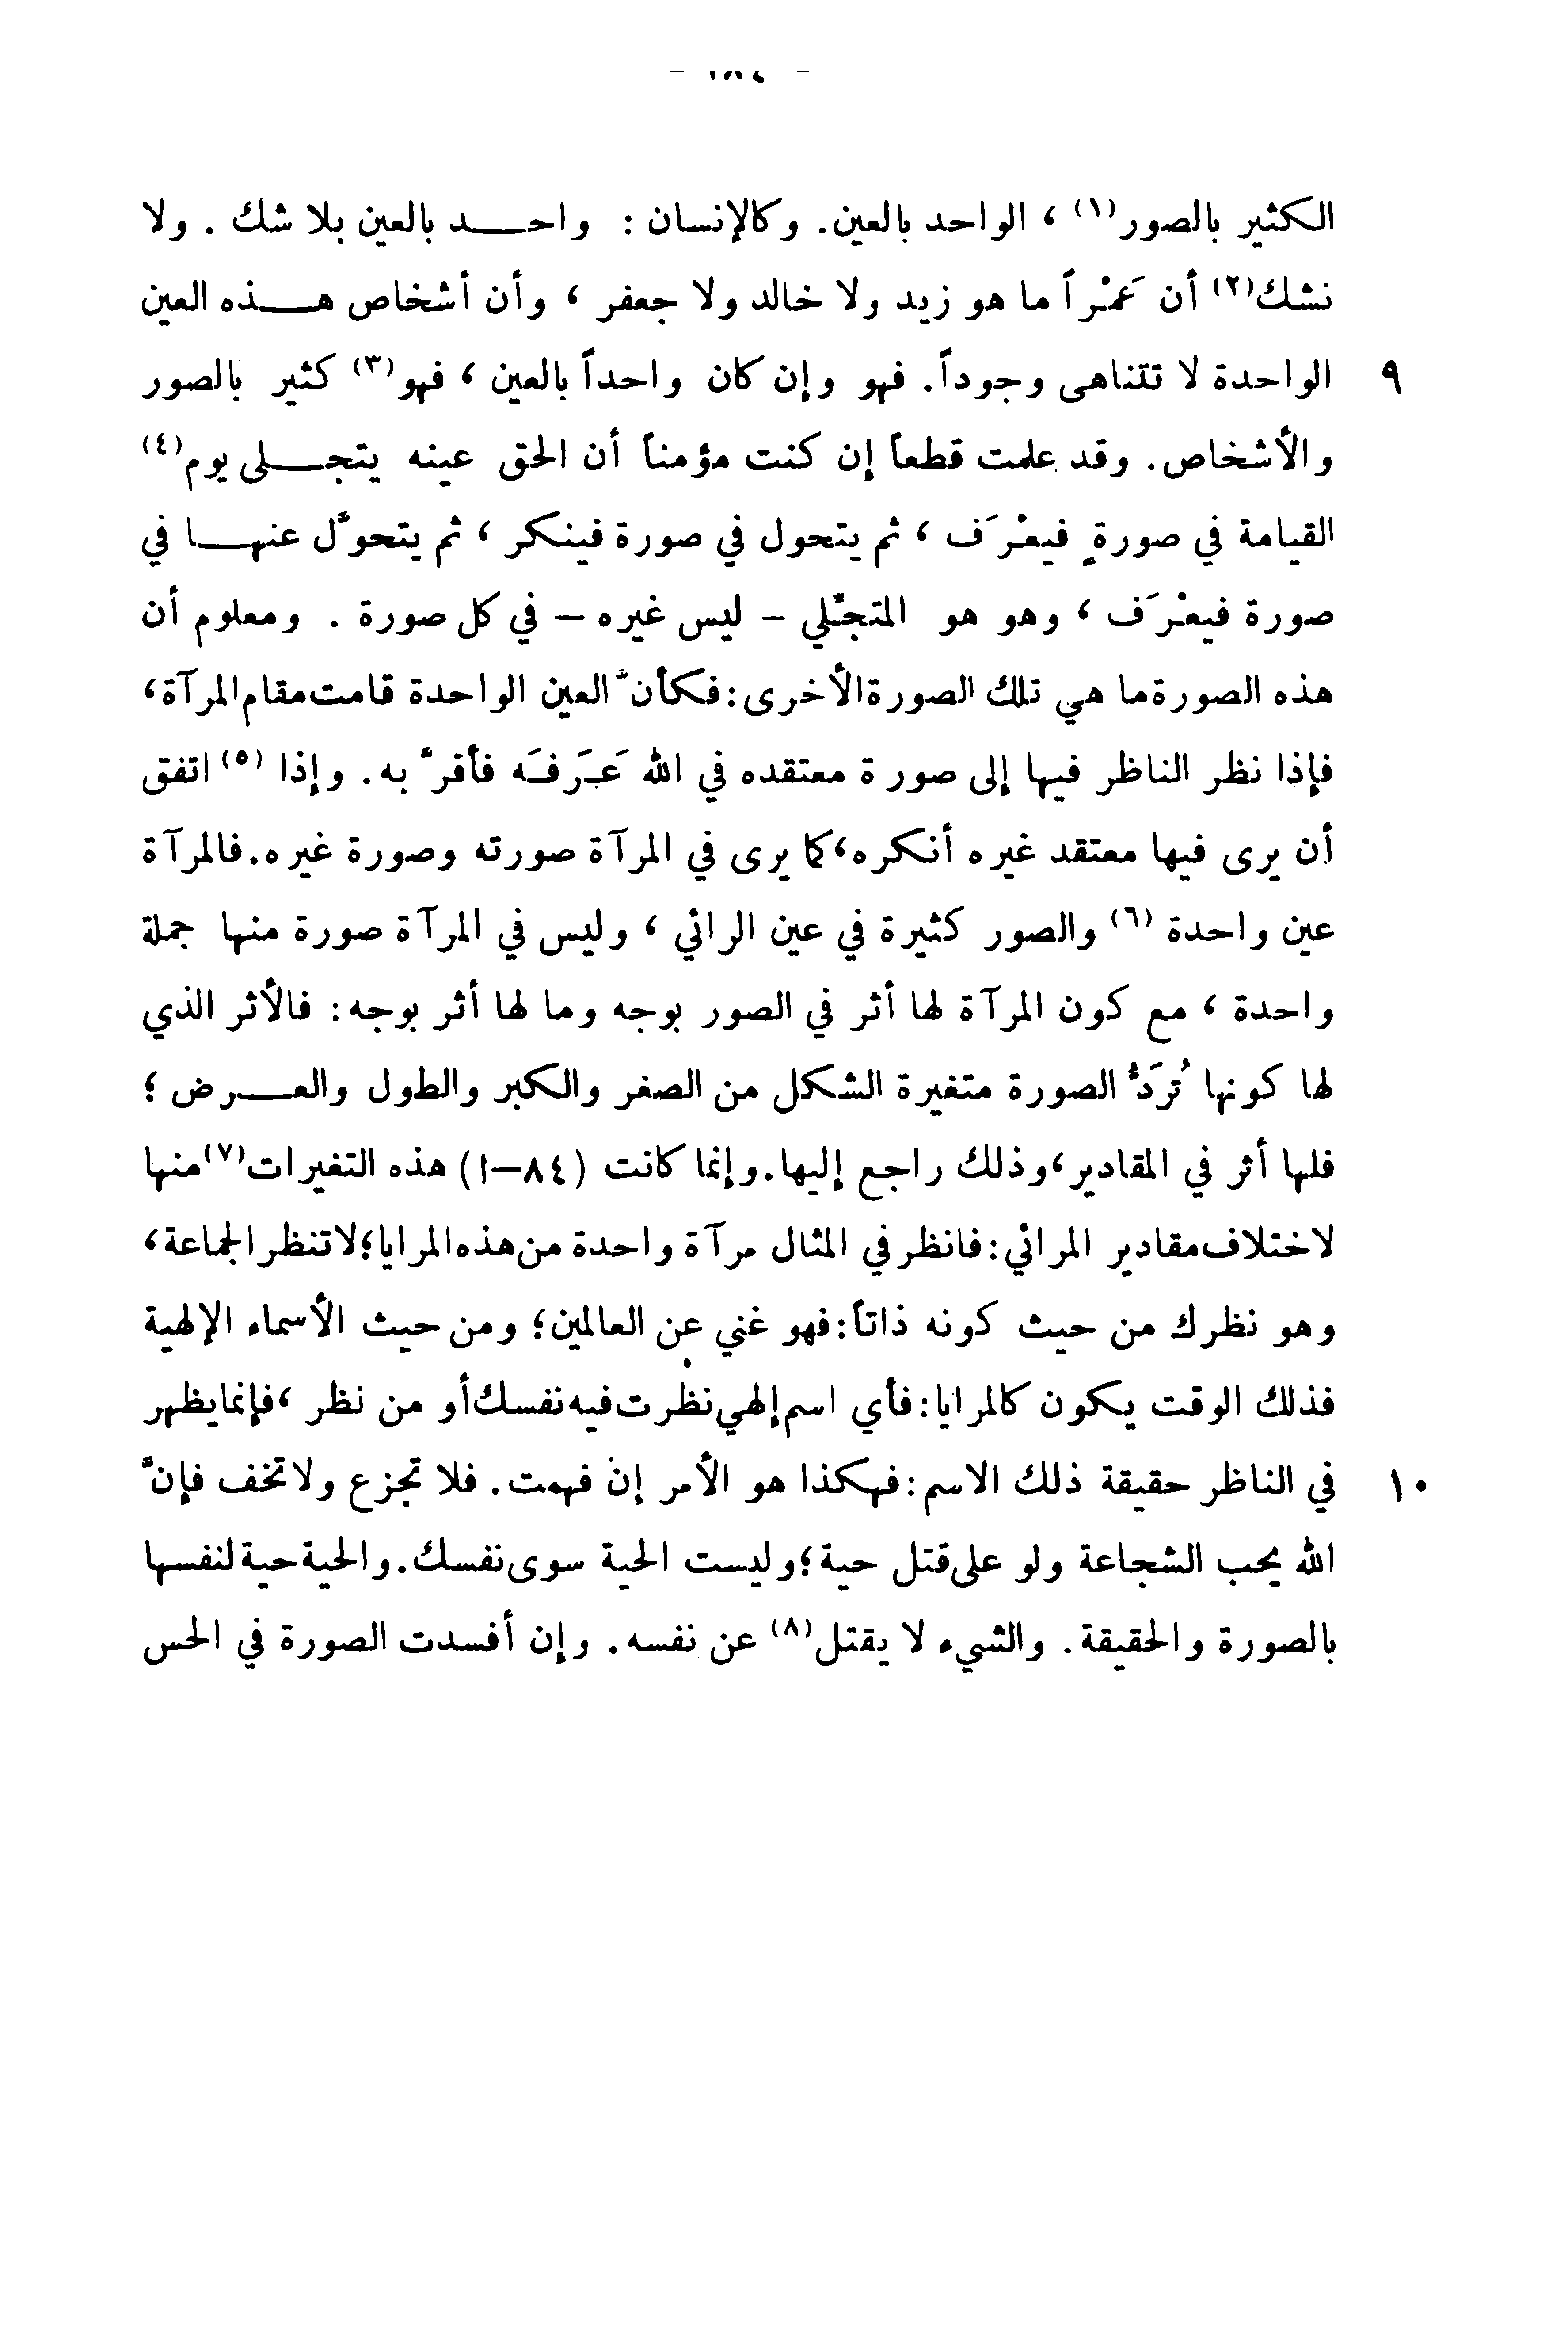 — ١٨٤ —
الكثير بالصور(١) ، الواحد بالعين. وكالإنسان : واحـــد بالعين بلا شك . ولا
نشك(٢) أن عَمْراً ما هو زيد ولا خالد ولا جعفر ، وأن أشخاص هـــذه العين
٩ الواحدة لا تتناهى وجوداً. فهو وإن كان واحداً بالعين ، فهو(٣) كثير بالصور
والأشخاص. وقد علمت قطعاً إن كنت مؤمناً أن الحق عينه يتجـــلى يوم(٤)
القيامة في صورةٍ فيعْرَف ، ثم يتحول في صورة فينكر ، ثم يتحوَّل عنهـــا في
صورة فيعْرَف ، وهو هو المتجلّي – ليس غيره – في كل صورة . ومعلوم أن
هذه الصورة ما هي تلك الصورة الأخرى: فكأنَّ العين الواحدة قامت مقام المرآة،
فإذا نظر الناظر فيها إلى صورة معتقده في الله عَرَفَه فأقرَّ به. وإذا (٥) اتفق
أن يرى فيها معتقد غيره أنكره، كما يرى في المرآة صورته وصورة غيره. فالمرآة
عين واحدة (٦) والصور كثيرة في عين الرائي ، وليس في المرآة صورة منها جملة
واحدة ، مع كون المرآة لها أثر في الصور بوجه وما لها أثر بوجه: فالأثر الذي
لها كونها تُرَدُّ الصورة متغيرة الشكل من الصغر والكبر والطول والعـــرض ؛
فلها أثر في المقادير، وذلك راجع إليها. وإنما كانت (٨٤–ا) هذه التغيرات(٧) منها
لاختلاف مقادير المرائي: فانظر في المثال مرآة واحدة من هذه المرايا؛ لا تنظر الجماعة،
وهو نظرك من حيث كونه ذاتاً: فهو غني عن العالمين؛ ومن حيث الأسماء الإلهية
فذلك الوقت يكون كالمرايا: فأي اسم إلهي نظرت فيه نفسك أو من نظر ، فإنما يظهر
١٠ في الناظر حقيقة ذلك الاسم: فهكذا هو الأمر إن فهمت. فلا تجزع ولا تخف فإنَّ
الله يحب الشجاعة ولو على قتل حية؛ وليست الحية سوى نفسك. والحية حية لنفسها
بالصورة والحقيقة. والشيء لا يقتل(٨) عن نفسه. وإن أفسدت الصورة في الحس